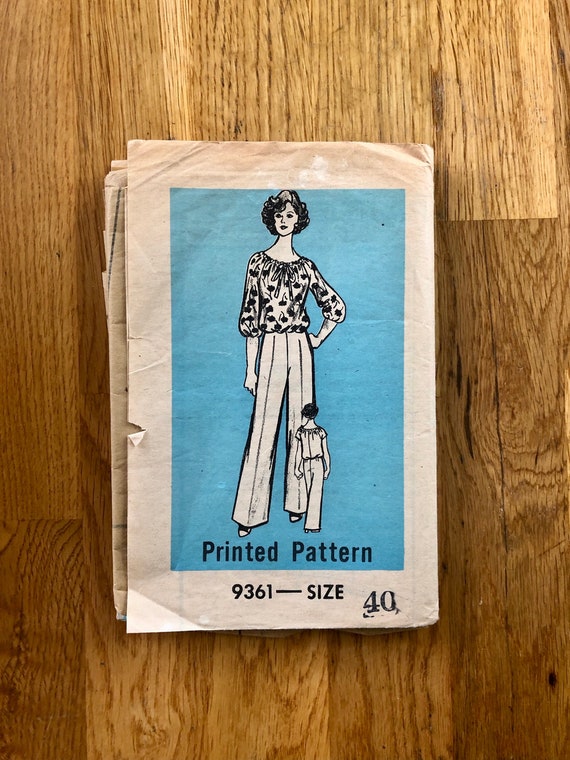 Printed Pattern
9361 — SIZE 40